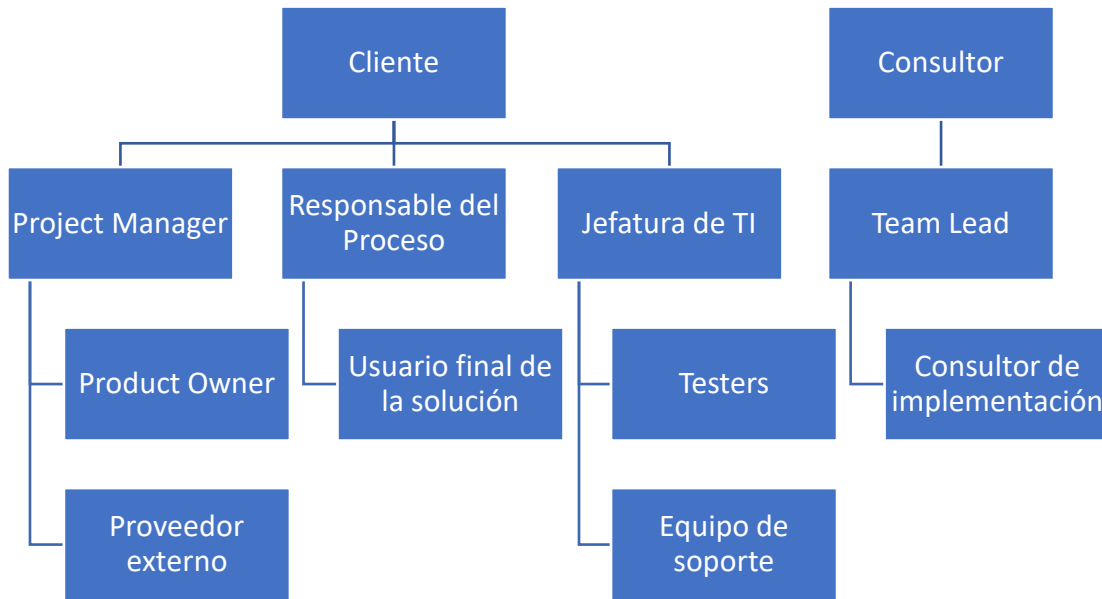 Cliente
Consultor
Project Manager
Responsable del
Proceso
Jefatura de TI
Team Lead
Product Owner
Usuario final de
la solución
Testers
Consultor de
implementación
Proveedor
externo
Equipo de
soporte